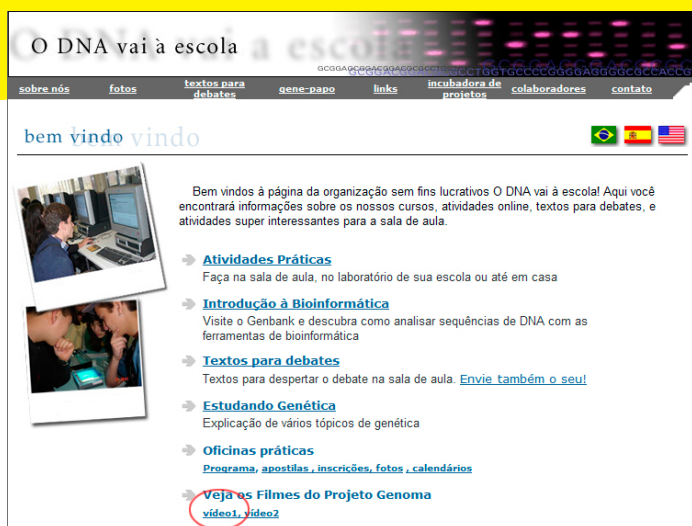 O DNA vai à escola
GCGGAGCGGACGGACGCGCCTG
GCGGACGG
CCTGGTGCCCCCGGGGAGGGGCGCCACCG
sobre nós fotos textos para debates gene-papo links incubadora de projetos colaboradores contato
bem vindo
Bem vindos à página da organização sem fins lucrativos O DNA vai à escola! Aqui você
encontrará informações sobre os nossos cursos, atividades online, textos para debates, e
atividades super interessantes para a sala de aula.
Atividades Práticas
Faça na sala de aula, no laboratório de sua escola ou até em casa
Introdução à Bioinformática
Visite o Genbank e descubra como analisar sequências de DNA com as
ferramentas de bioinformática
Textos para debates
Textos para despertar o debate na sala de aula. Envie também o seu!
Estudando Genética
Explicação de vários tópicos de genética
Oficinas práticas
Programa, apostilas , inscrições, fotos , calendários
Veja os Filmes do Projeto Genoma
vídeo1, vídeo2